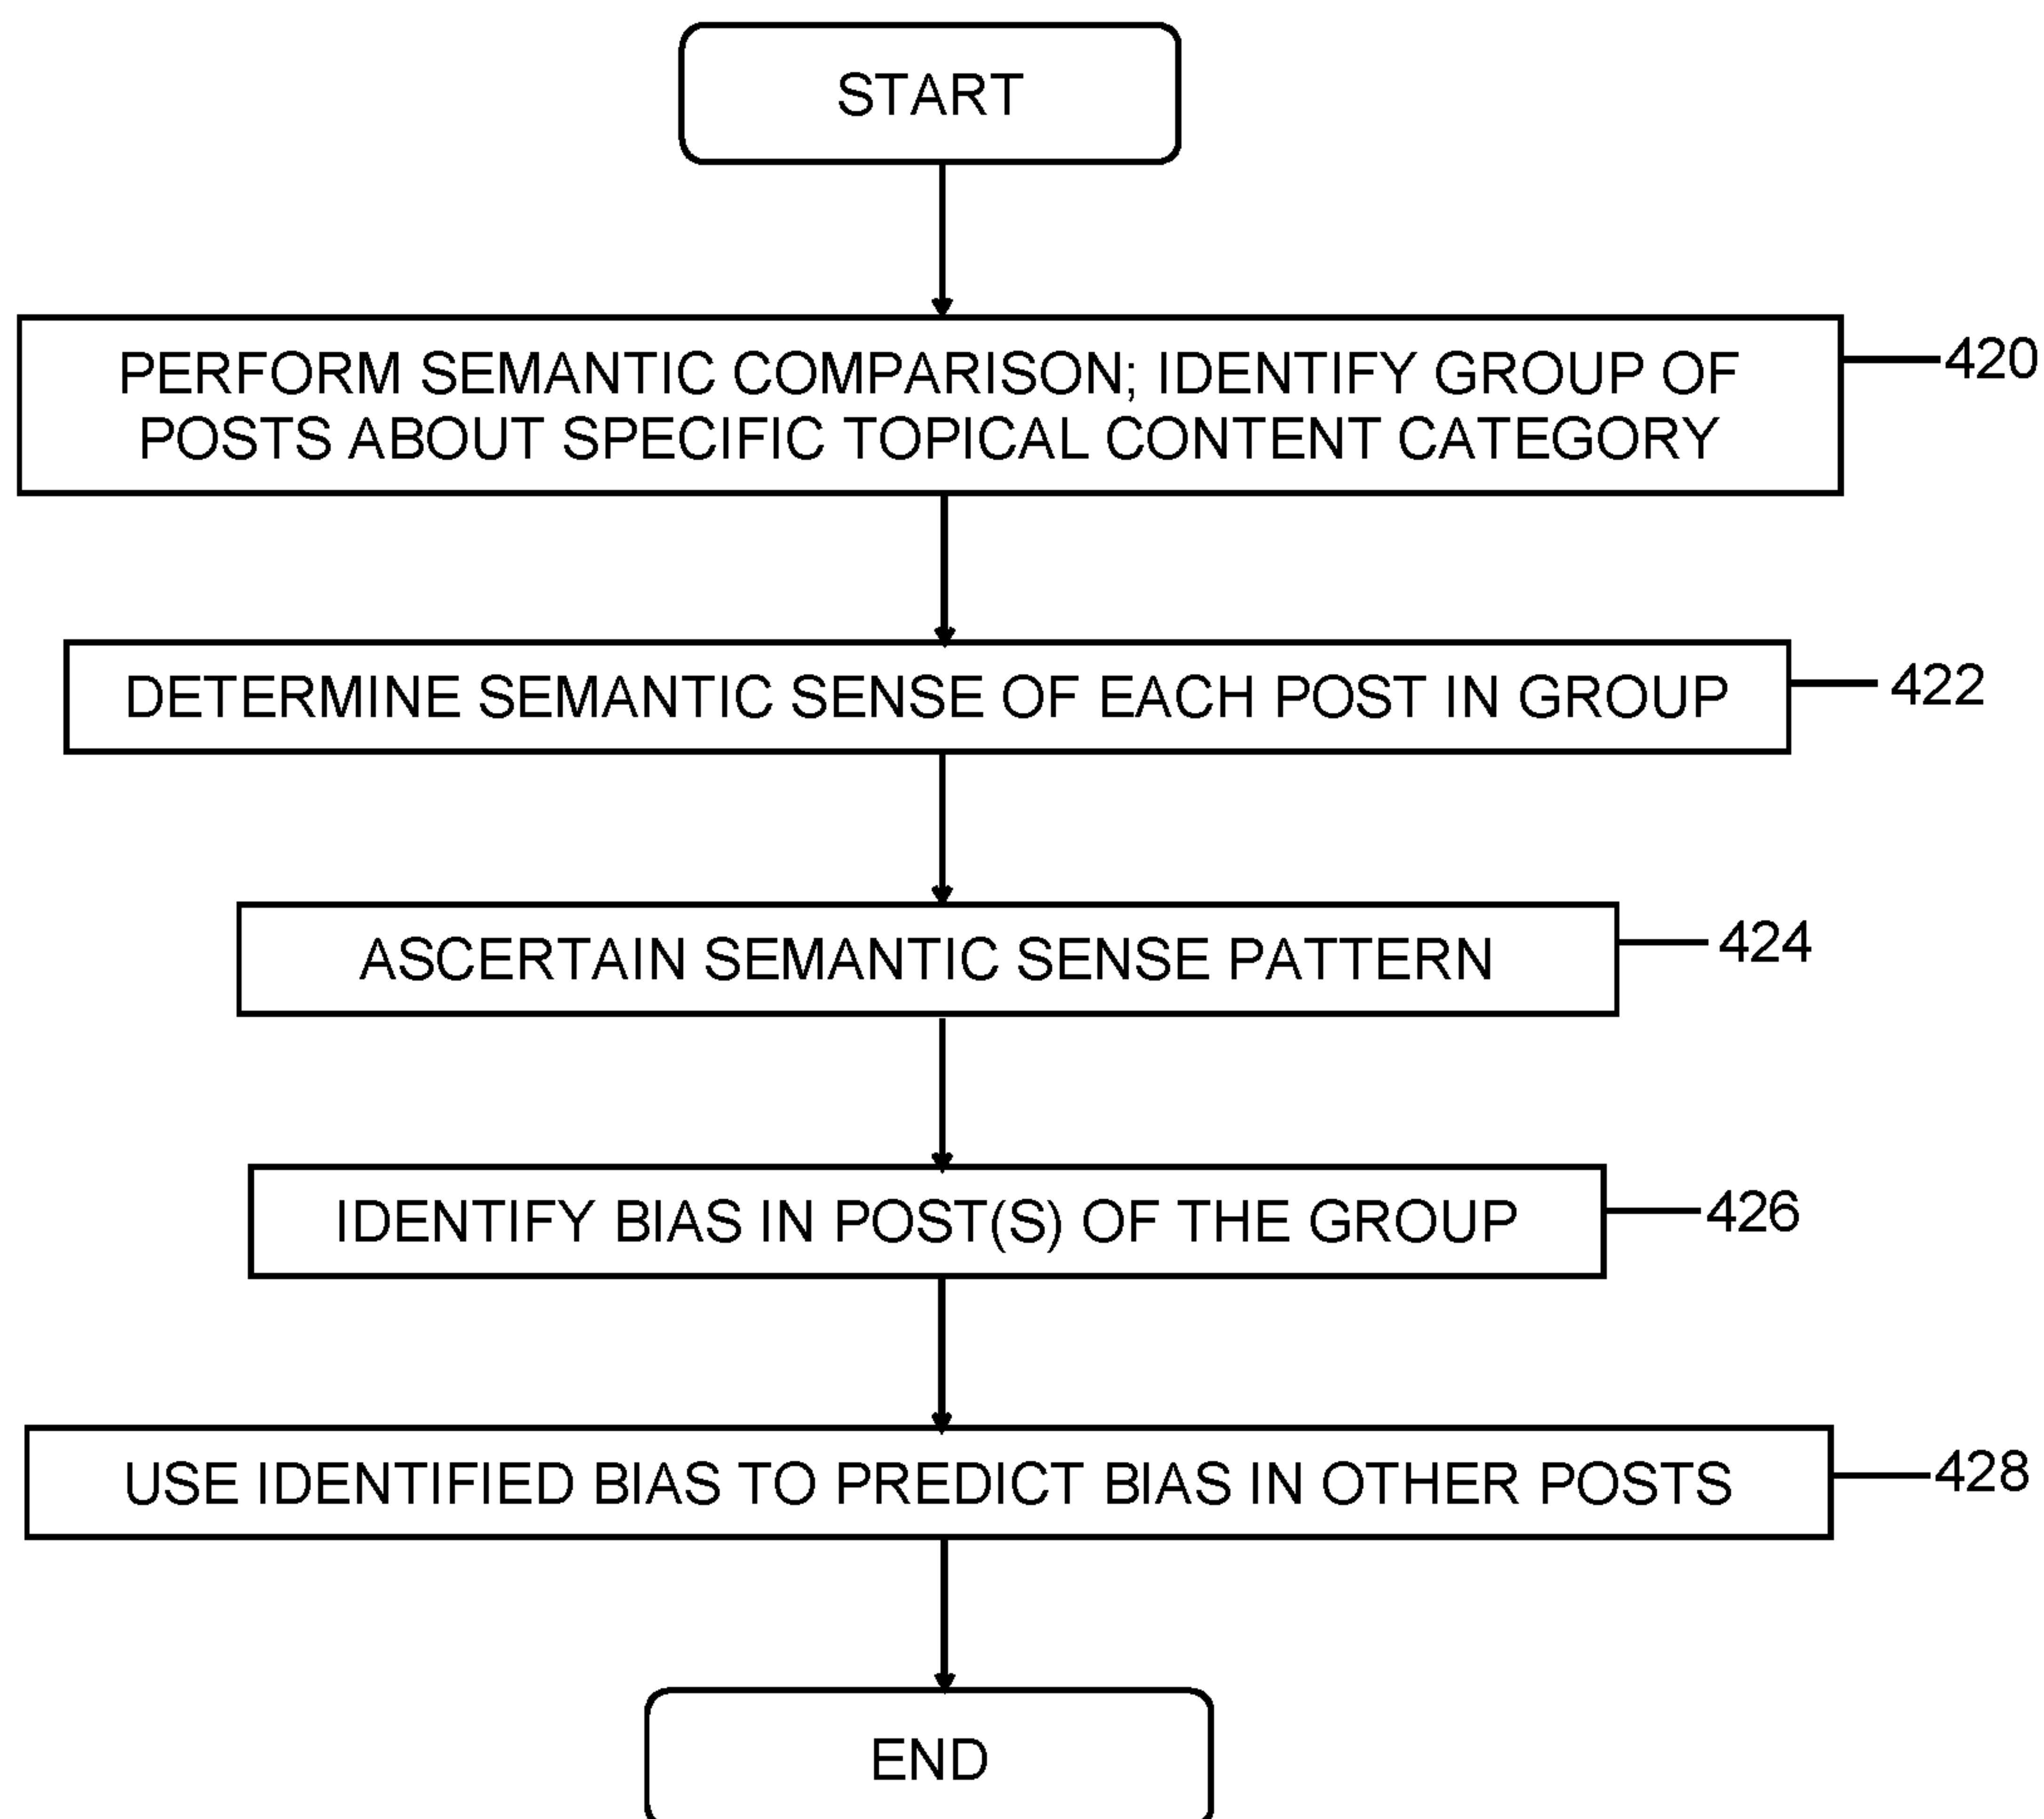 START
PERFORM SEMANTIC COMPARISON; IDENTIFY GROUP OF
POSTS ABOUT SPECIFIC TOPICAL CONTENT CATEGORY
420
DETERMINE SEMANTIC SENSE OF EACH POST IN GROUP
422
ASCERTAIN SEMANTIC SENSE PATTERN
424
IDENTIFY BIAS IN POST(S) OF THE GROUP
426
USE IDENTIFIED BIAS TO PREDICT BIAS IN OTHER POSTS
428
END